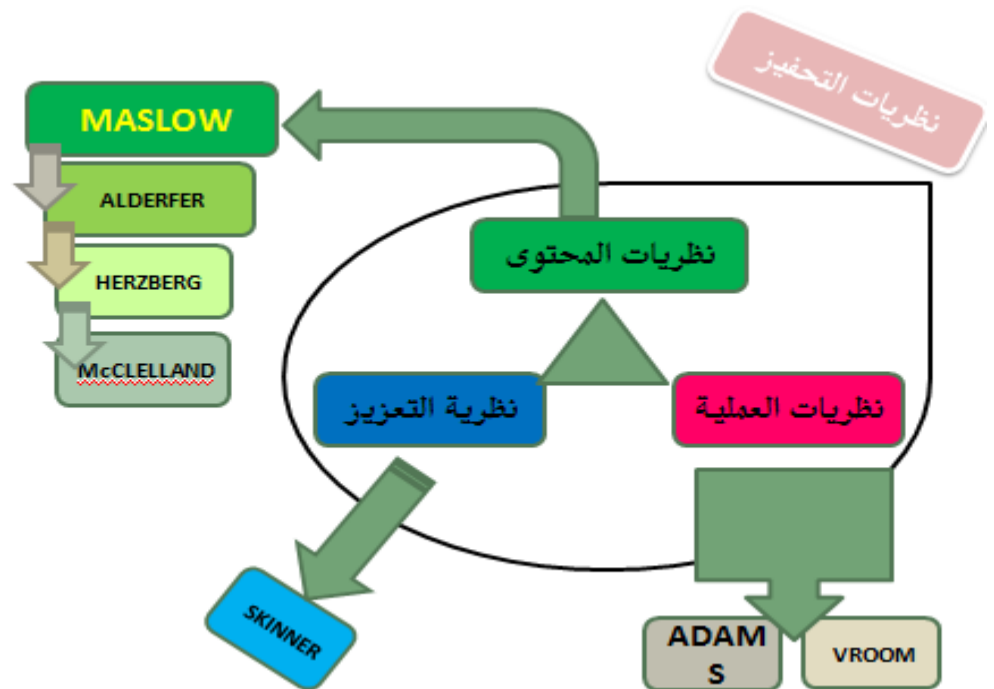 نظريات التحفيز
MASLOW
ALDERFER
HERZBERG
McCLELLAND
نظريات المحتوى
نظرية التعزيز
نظريات العملية
SKINNER
ADAM
S
VROOM